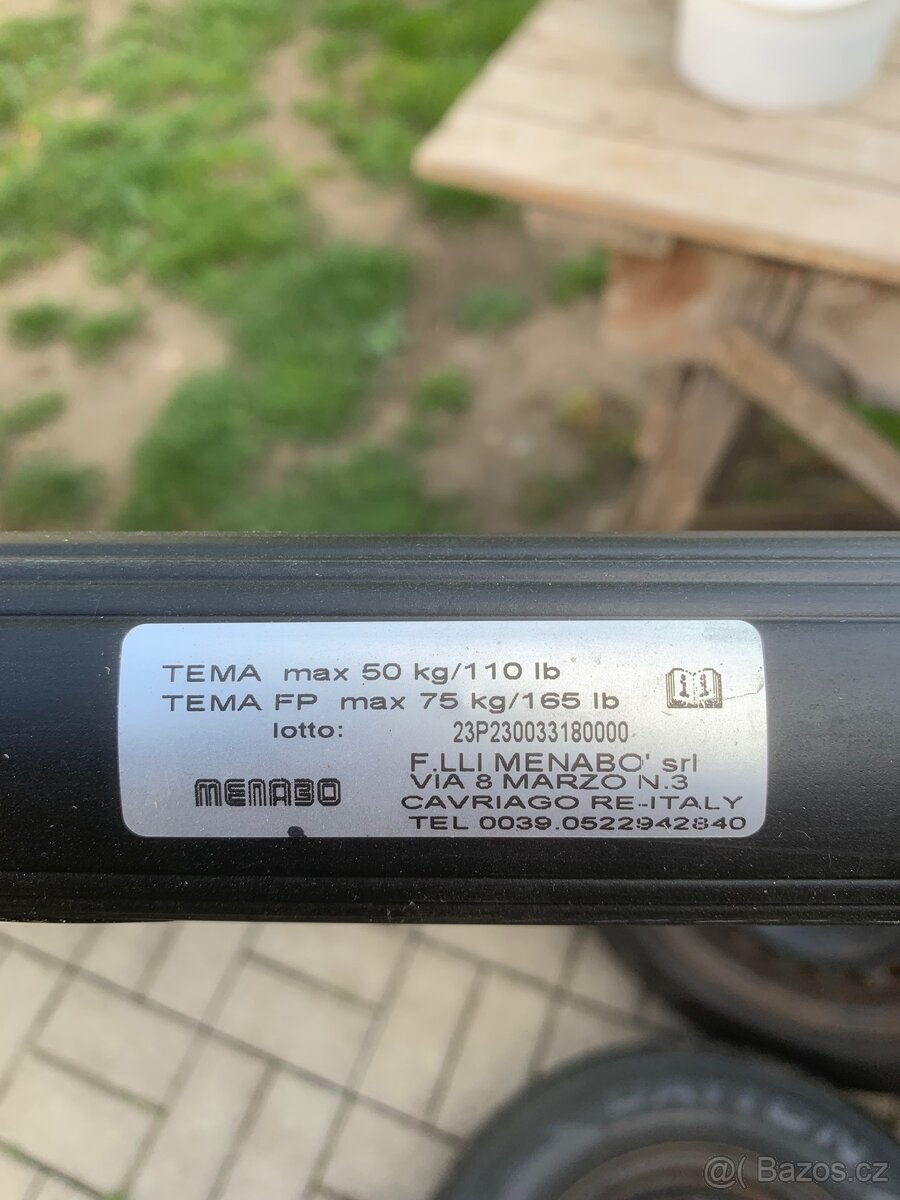 TEMA max 50 kg/110 lb
TEMA FP max 75 kg/165 lb
lotto: 23P230033180000
F.LLI MENABO' srl
VIA 8 MARZO N.3
MENABO
CAVRIAGO RE-ITALY
TEL 0039.0522942840
@( Bazos.cz